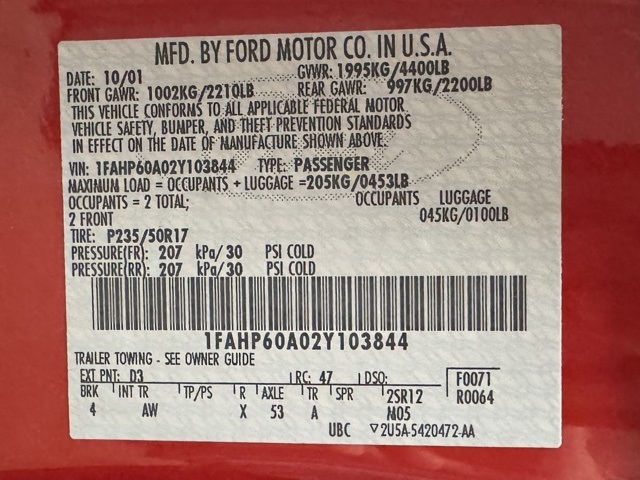 MFD. BY FORD MOTOR CO. IN U.S.A.
DATE: 10/01 GVWR: 1995KG/4400LB
FRONT GAWR: 1002KG/2210LB REAR GAWR: 997KG/2200LB
THIS VEHICLE CONFORMS TO ALL APPLICABLE FEDERAL MOTOR
VEHICLE SAFETY, BUMPER, AND THEFT PREVENTION STANDARDS
IN EFFECT ON THE DATE OF MANUFACTURE SHOWN ABOVE.
VIN: 1FAHP60A02Y103844 TYPE: PASSENGER
MAXIMUM LOAD = OCCUPANTS + LUGGAGE =205KG/0453LB
OCCUPANTS = 2 TOTAL; OCCUPANTS LUGGAGE
2 FRONT 045KG/0100LB
TIRE: P235/50R17
PRESSURE(FR): 207 kPa/30 PSI COLD
PRESSURE(RR): 207 kPa/30 PSI COLD
1FAHP60A02Y103844
TRAILER TOWING - SEE OWNER GUIDE
EXT PNT: D3 RC: 47 DSO: F0071
BRK INT TR TP/PS R AXLE TR SPR 2SR12 R0064
4 AW X 53 A M05
UBC ▽2U5A-5420472-AA